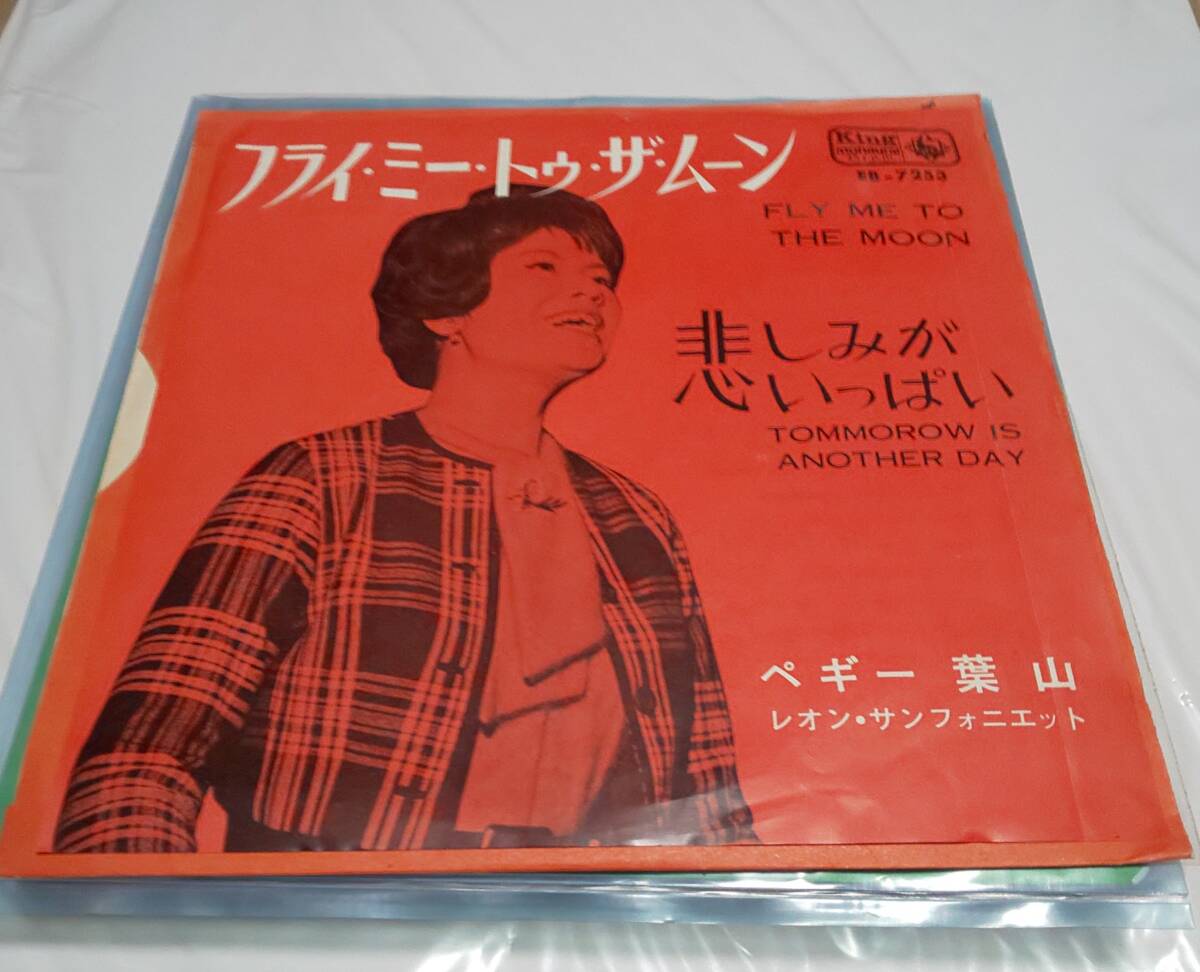 フライ・ミー・トゥ・ザ・ムーン
King
EB-7253
FLY ME TO
THE MOON
悲しみが
いっぱい
TOMMOROW IS
ANOTHER DAY
ペギー葉山
レオン・サンフォニエット